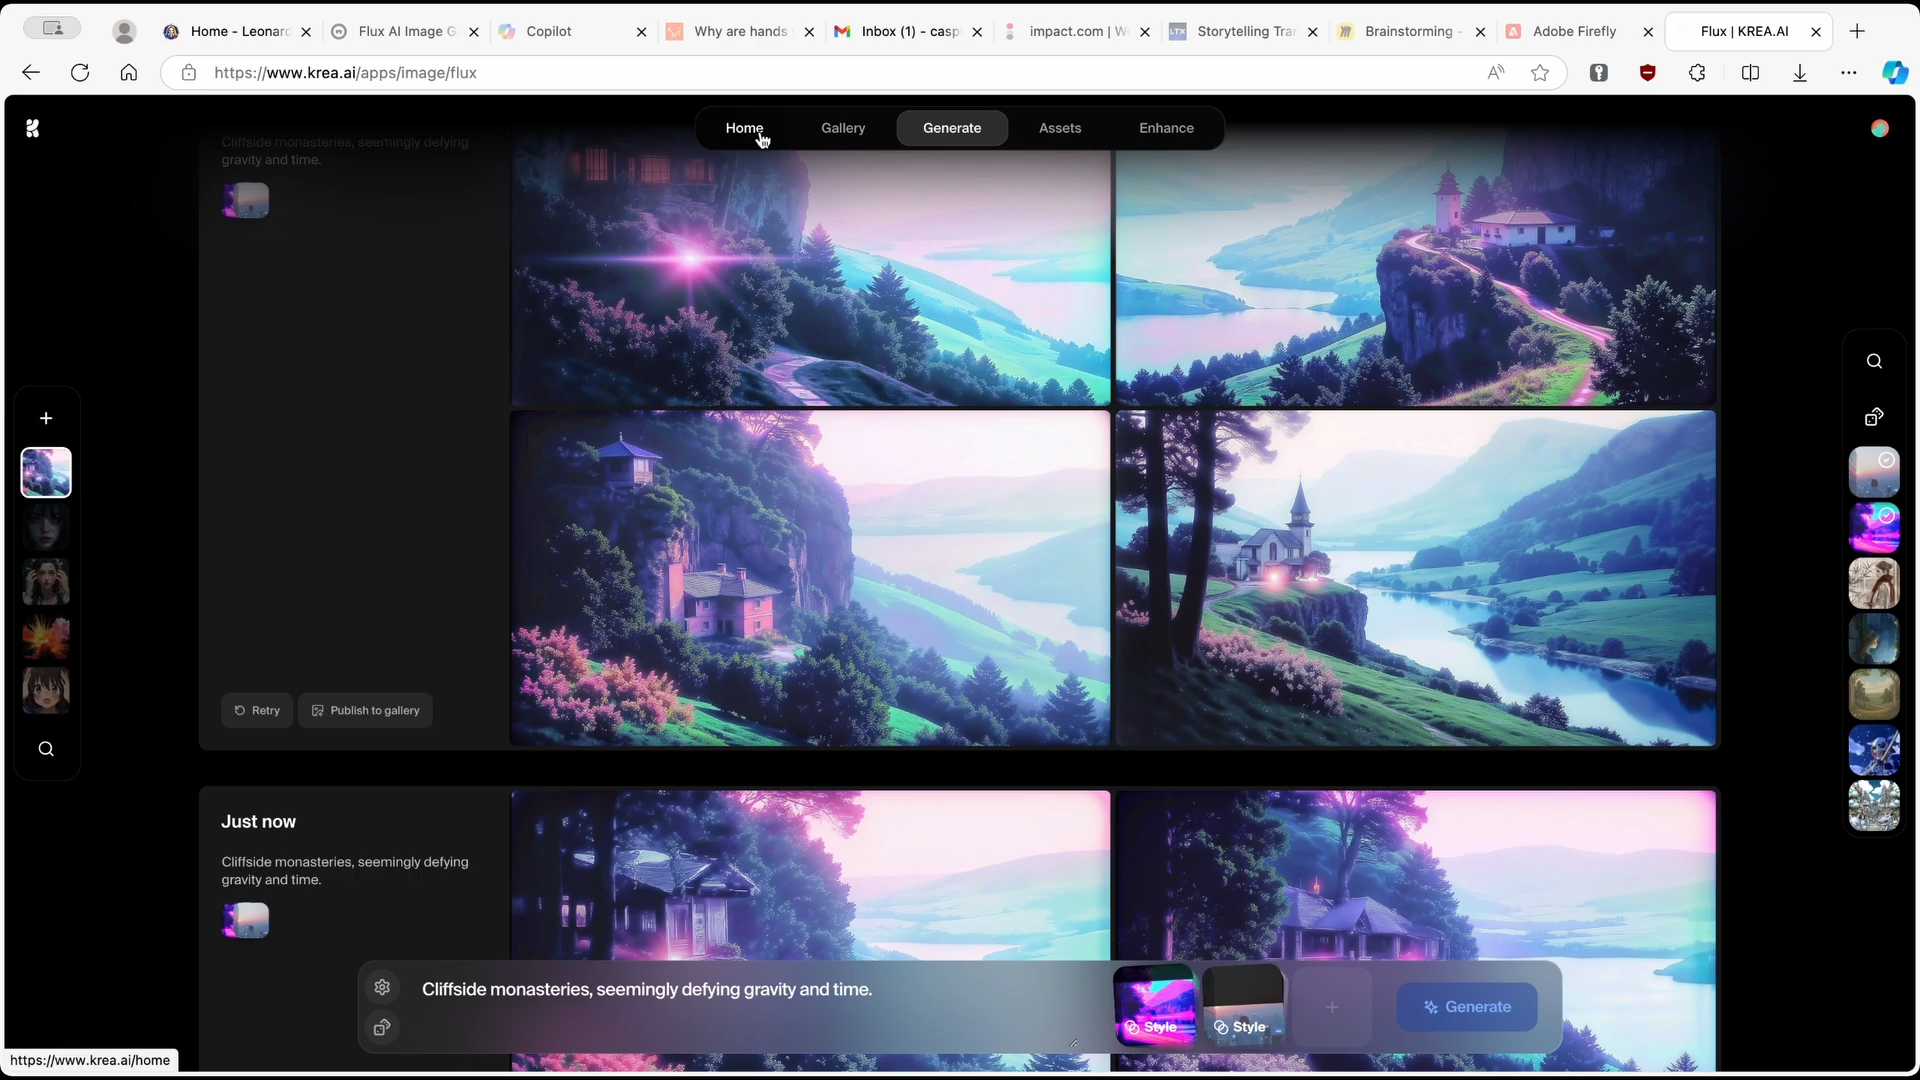 Home - Leonard
Flux AI Image G
Copilot
Why are hands
Inbox (1) - casp
impact.com | W
Storytelling Tra
Brainstorming -
Adobe Firefly
Flux | KREA.AI
https://www.krea.ai/apps/image/flux
Home
Gallery
Generate
Assets
Enhance
Cliffside monasteries, seemingly defying
gravity and time.
Retry
Publish to gallery
Just now
Cliffside monasteries, seemingly defying
gravity and time.
Cliffside monasteries, seemingly defying gravity and time.
Style
Style
Generate
https://www.krea.ai/home